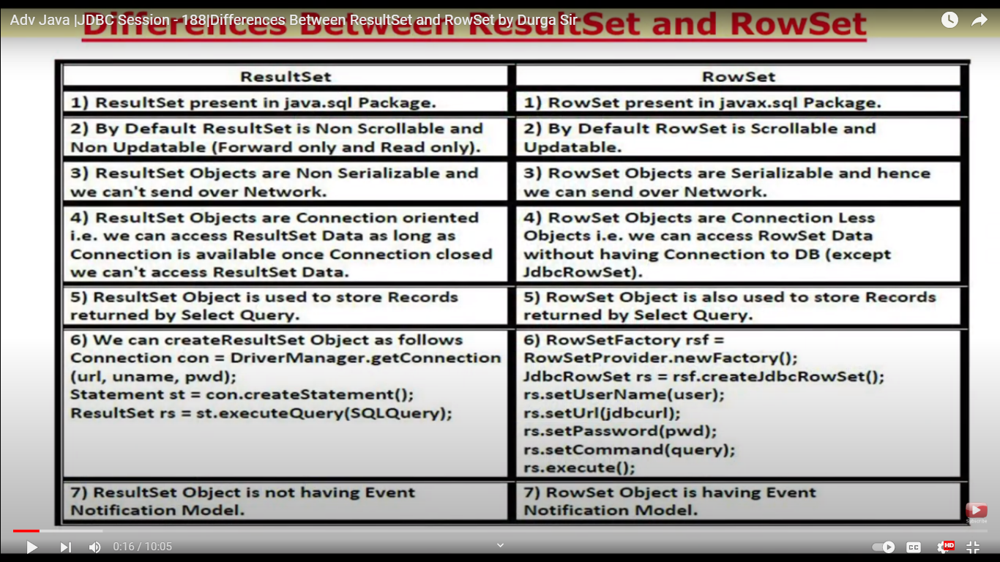 Adv Java |JDBC Session - 188|Differences Between ResultSet and RowSet by Durga Sir
Differences Between ResultSet and RowSet
ResultSet
RowSet
1) ResultSet present in java.sql Package.
1) RowSet present in javax.sql Package.
2) By Default ResultSet is Non Scrollable and
Non Updatable (Forward only and Read only).
2) By Default RowSet is Scrollable and
Updatable.
3) ResultSet Objects are Non Serializable and
we can't send over Network.
3) RowSet Objects are Serializable and hence
we can send over Network.
4) ResultSet Objects are Connection oriented
i.e. we can access ResultSet Data as long as
Connection is available once Connection closed
we can't access ResultSet Data.
4) RowSet Objects are Connection Less
Objects i.e. we can access RowSet Data
without having Connection to DB (except
JdbcRowSet).
5) ResultSet Object is used to store Records
returned by Select Query.
5) RowSet Object is also used to store Records
returned by Select Query.
6) We can createResultSet Object as follows
Connection con = DriverManager.getConnection
(url, uname, pwd);
Statement st = con.createStatement();
ResultSet rs = st.executeQuery(SQLQuery);
6) RowSetFactory rsf =
RowSetProvider.newFactory();
JdbcRowSet rs = rsf.createJdbcRowSet();
rs.setUserName(user);
rs.setUrl(jdbcurl);
rs.setPassword(pwd);
rs.setCommand(query);
rs.execute();
7) ResultSet Object is not having Event
Notification Model.
7) RowSet Object is having Event
Notification Model.
Subscribe
0:16 / 10:05
CC
HD